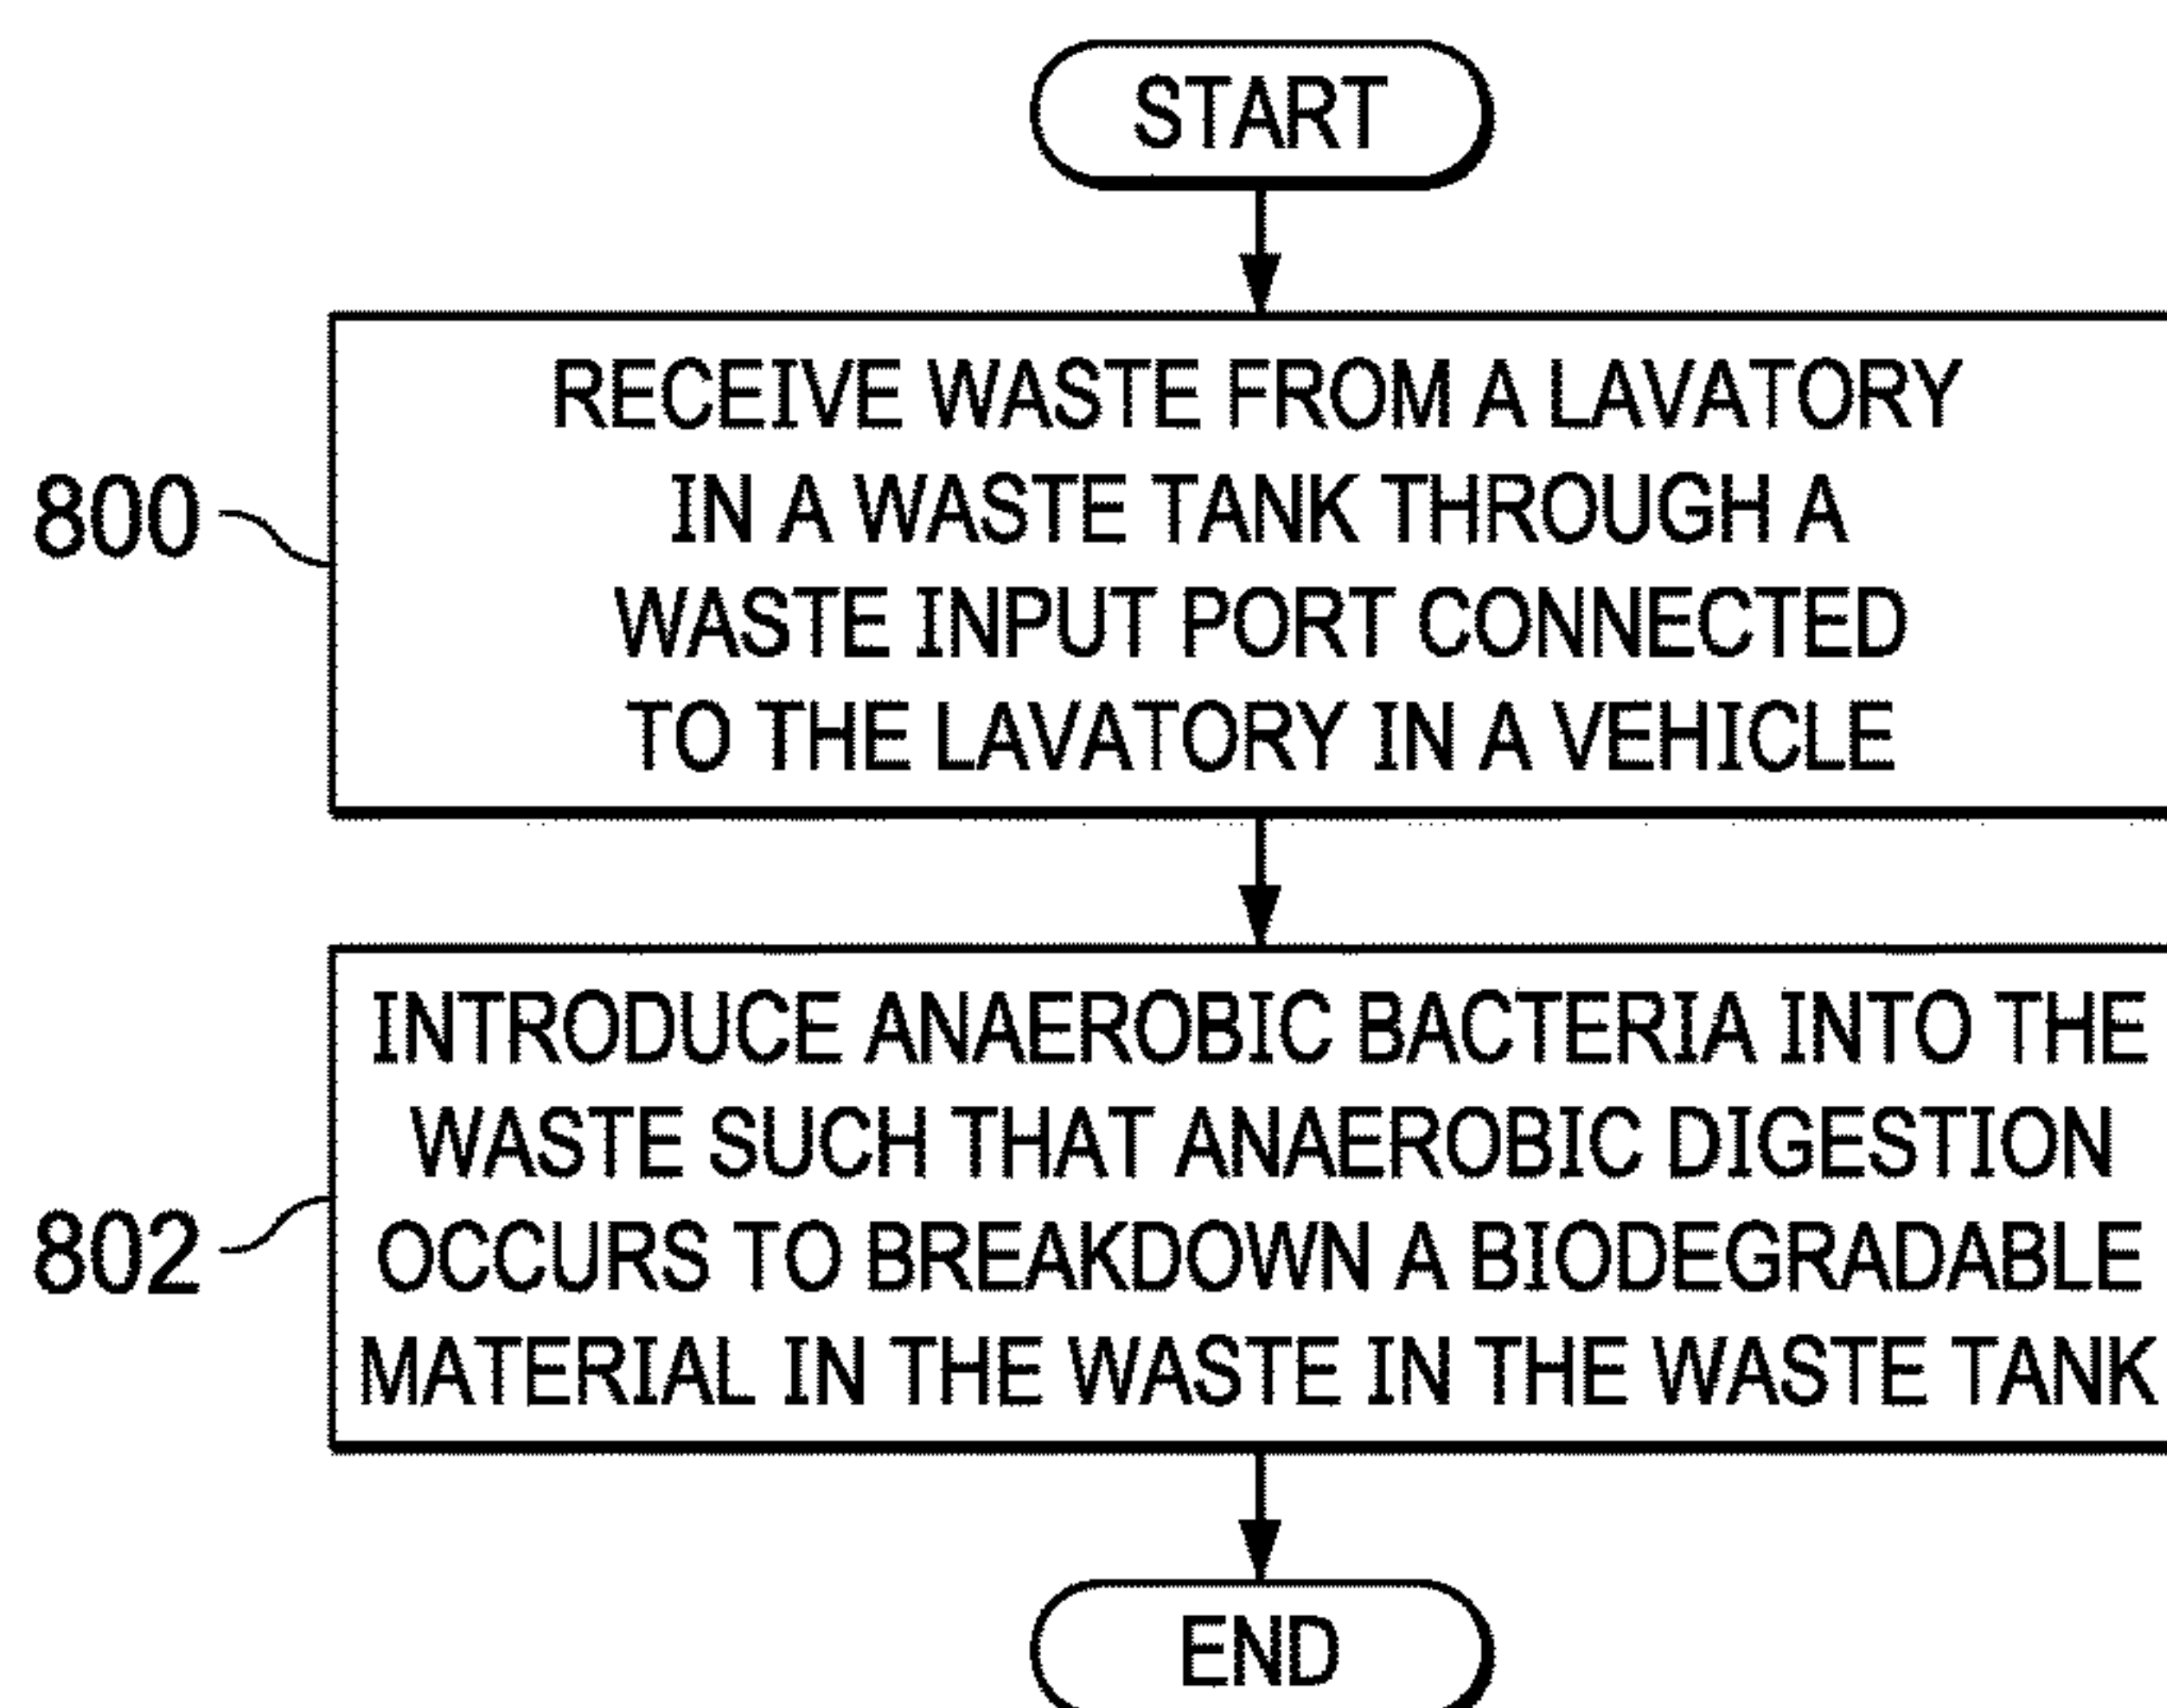 START
800
RECEIVE WASTE FROM A LAVATORY
IN A WASTE TANK THROUGH A
WASTE INPUT PORT CONNECTED
TO THE LAVATORY IN A VEHICLE
802
INTRODUCE ANAEROBIC BACTERIA INTO THE
WASTE SUCH THAT ANAEROBIC DIGESTION
OCCURS TO BREAKDOWN A BIODEGRADABLE
MATERIAL IN THE WASTE IN THE WASTE TANK
END